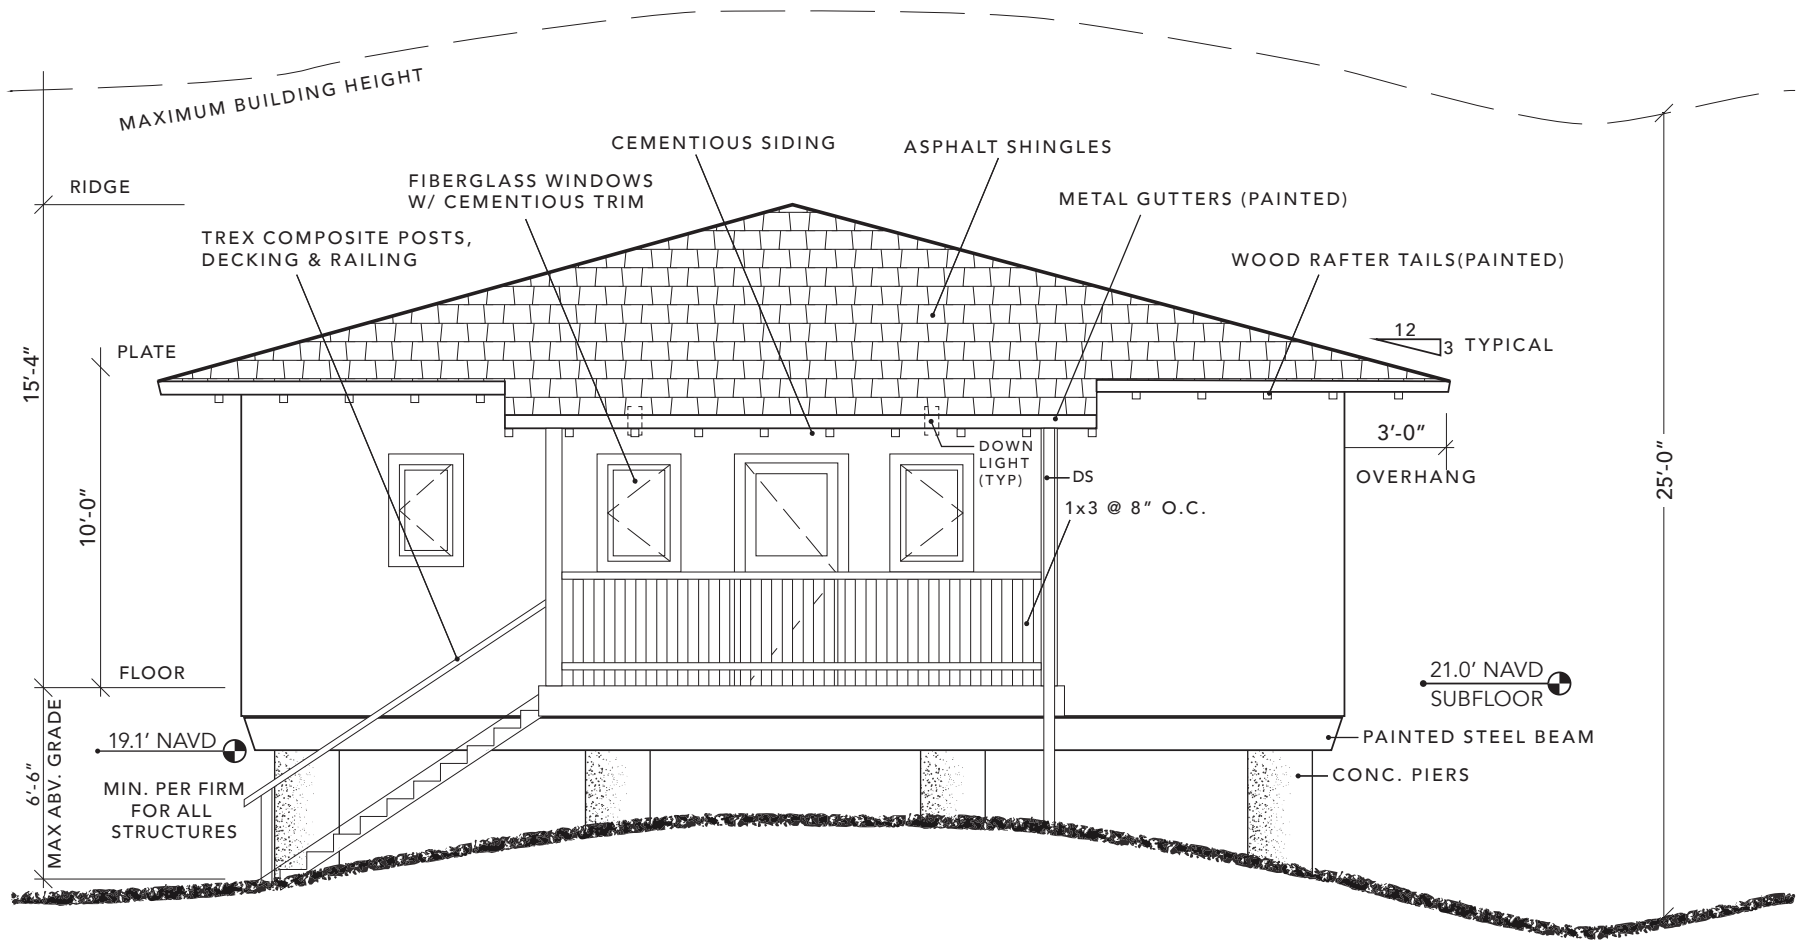 MAXIMUM BUILDING HEIGHT
CEMENTIOUS SIDING
ASPHALT SHINGLES
RIDGE
FIBERGLASS WINDOWS
W/ CEMENTIOUS TRIM
METAL GUTTERS (PAINTED)
TREX COMPOSITE POSTS,
DECKING & RAILING
WOOD RAFTER TAILS(PAINTED)
12
3 TYPICAL
PLATE
15'-4"
3'-0"
OVERHANG
DOWN
LIGHT
(TYP)
DS
25'-0"
10'-0"
1x3 @ 8" O.C.
FLOOR
21.0' NAVD
SUBFLOOR
19.1' NAVD
MIN. PER FIRM
FOR ALL
STRUCTURES
6'-6"
MAX ABV. GRADE
PAINTED STEEL BEAM
CONC. PIERS